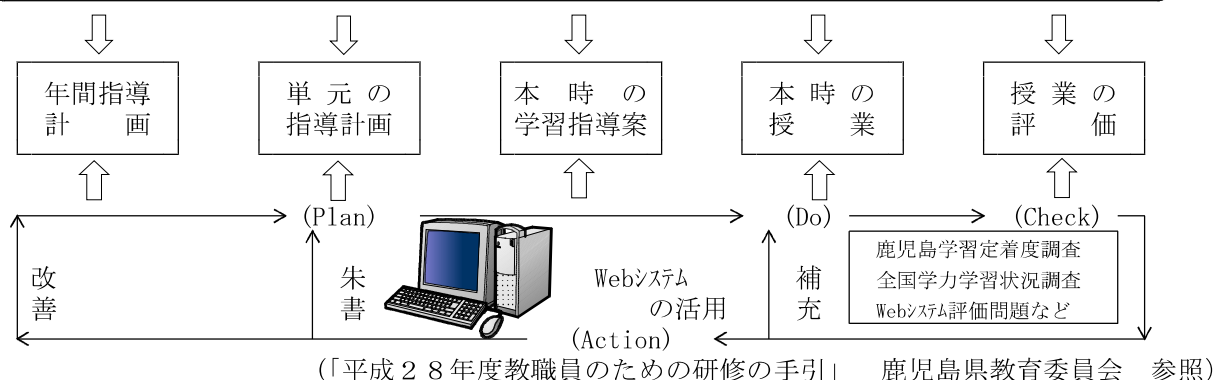 年間指導
計画
単元の
指導計画
本時の
学習指導案
本時の
授業
授業の
評価
(Plan)
(Do)
(Check)
改善
朱書
Webシステム
の活用
補充
鹿児島学習定着度調査
全国学力学習状況調査
Webシステム評価問題など
(Action)
(「平成28年度教職員のための研修の手引」 鹿児島県教育委員会 参照)